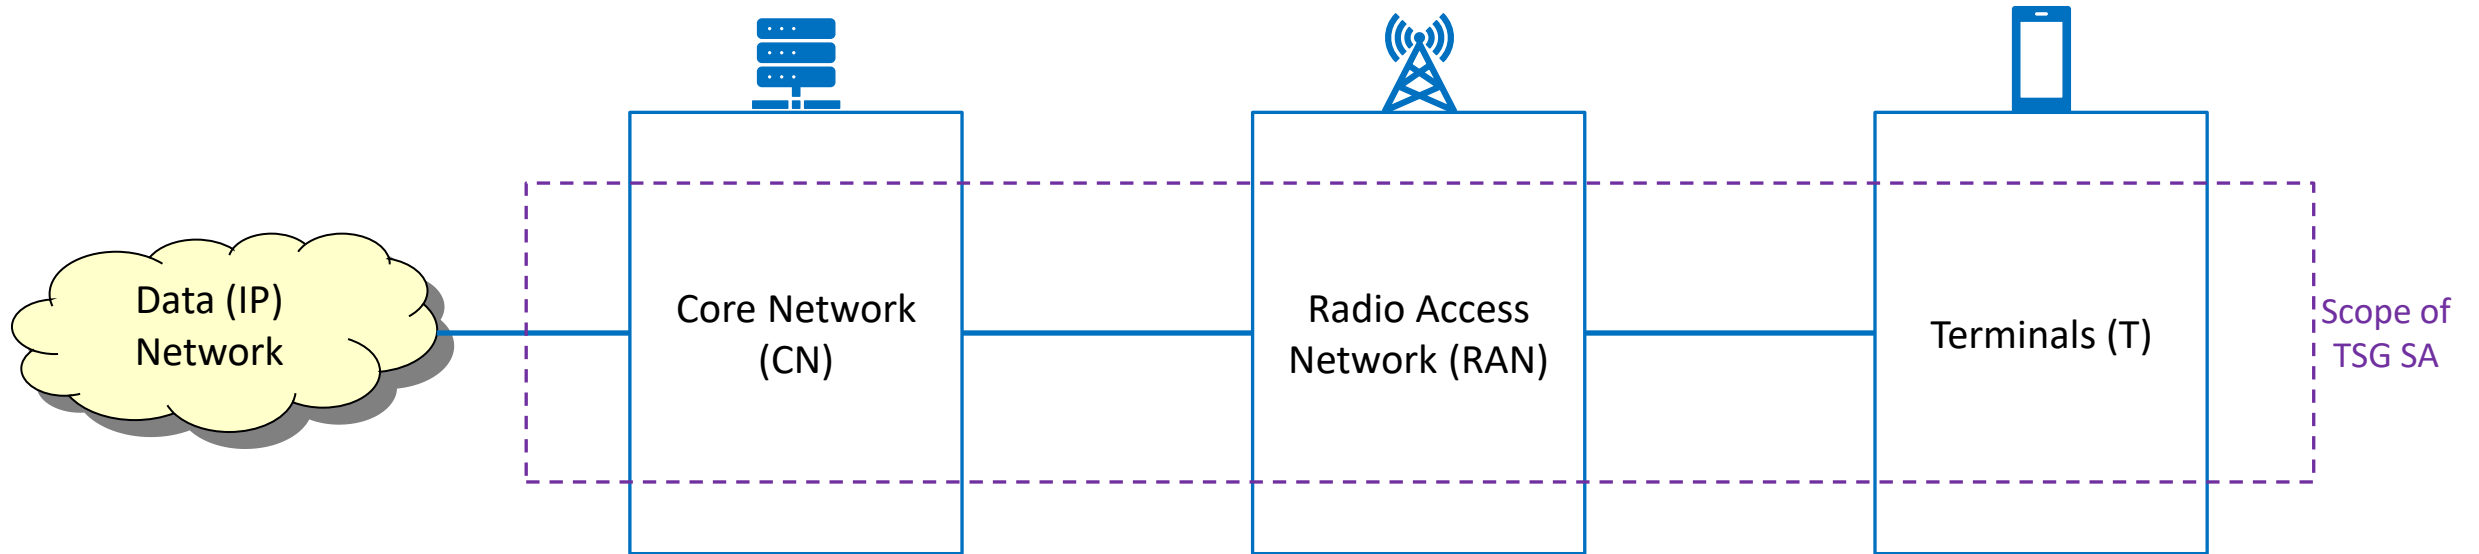 Data (IP)
Network
Core Network
(CN)
Radio Access
Network (RAN)
Terminals (T)
Scope of
TSG SA